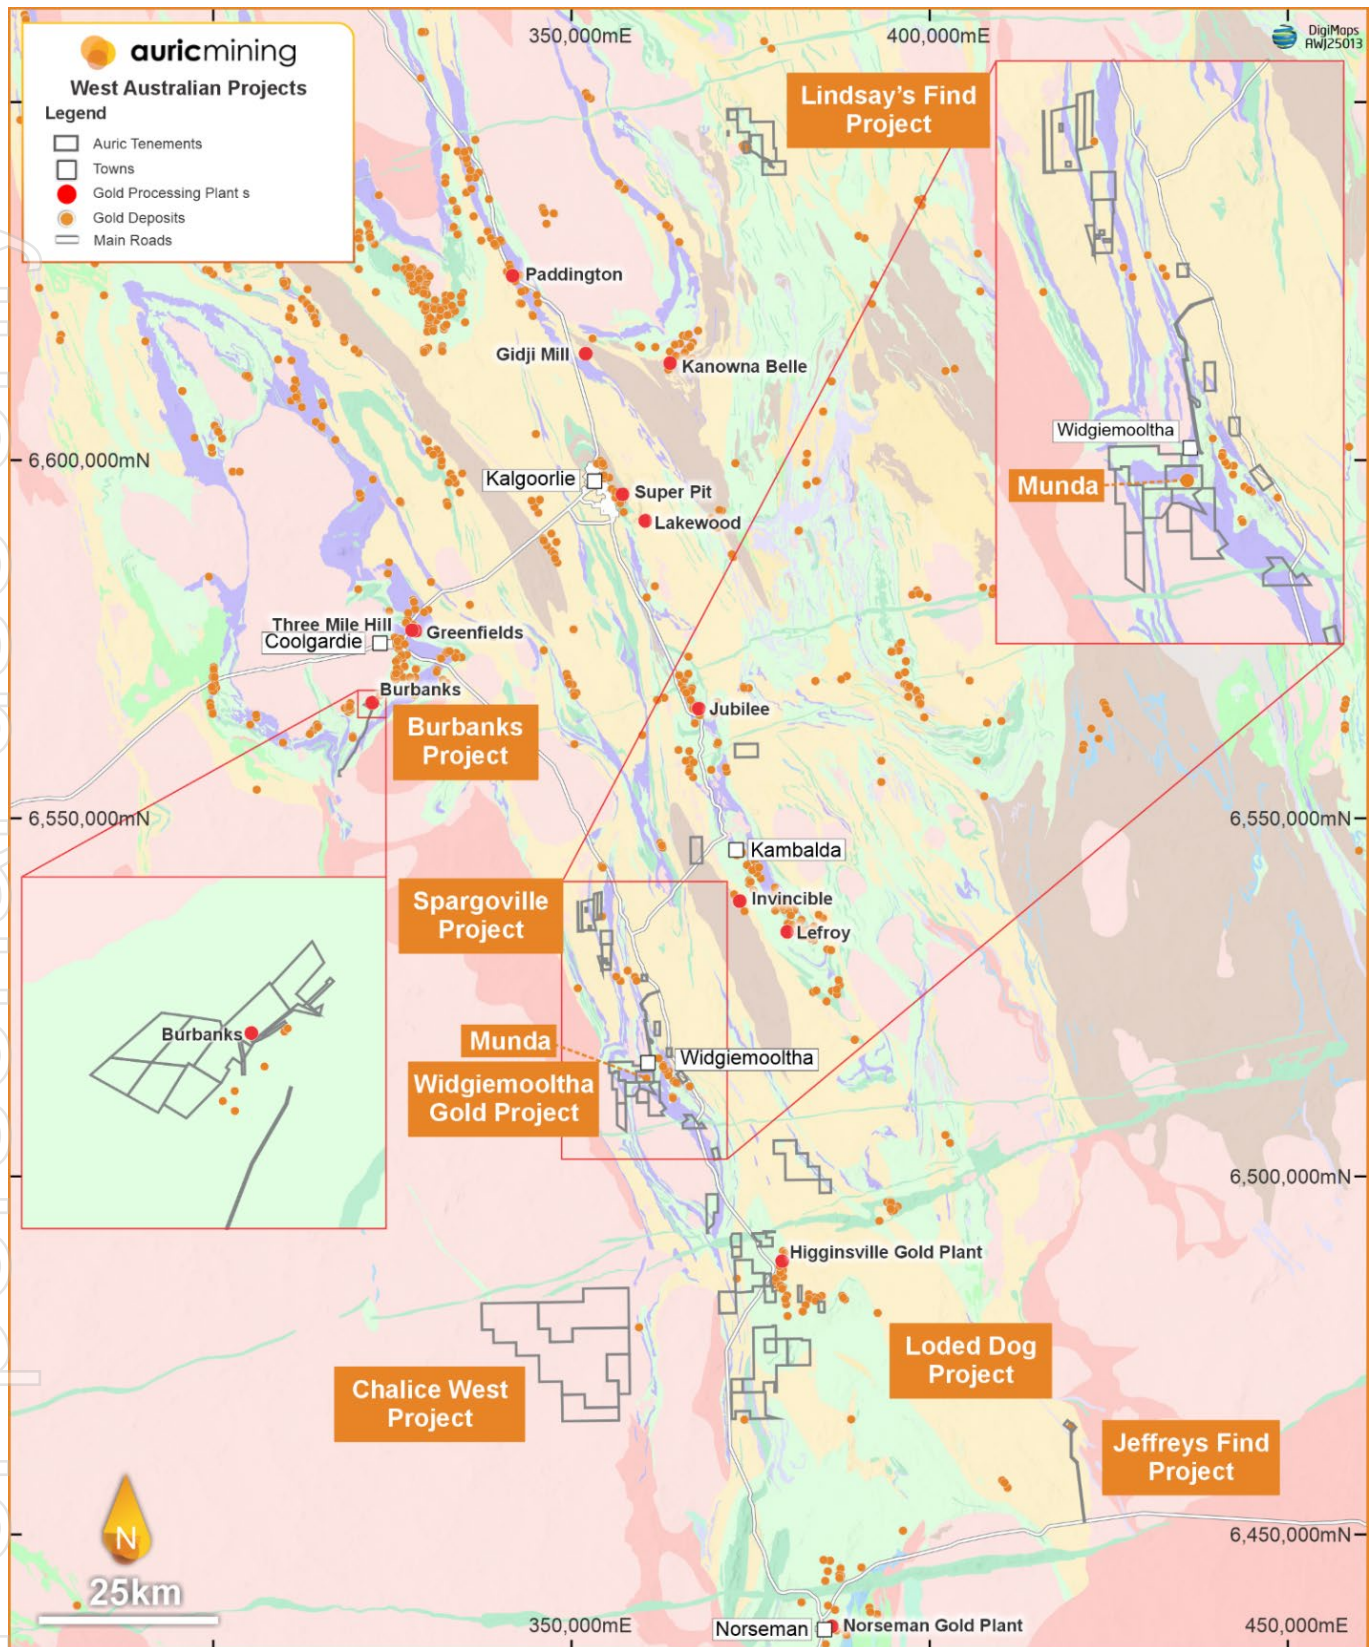 auricmining
West Australian Projects
Legend
Auric Tenements
Towns
Gold Processing Plant s
Gold Deposits
Main Roads
350,000mE
400,000mE
DigiMaps
AWJ25013
Lindsay's Find
Project
Paddington
Gidji Mill
Kanowna Belle
6,600,000mN
Kalgoorlie
Super Pit
Lakewood
Widgiemooltha
Munda
Three Mile Hill
Greenfields
Coolgardie
Burbanks
Burbanks
Project
Jubilee
6,550,000mN
6,550,000mN
Kambalda
Spargoville
Project
Invincible
Lefroy
Burbanks
Munda
Widgiemooltha
Widgiemooltha
Gold Project
6,500,000mN
Higginsville Gold Plant
Loded Dog
Project
Chalice West
Project
Jeffreys Find
Project
N
25km
6,450,000mN
350,000mE
Norseman
Norseman Gold Plant
450,000mE